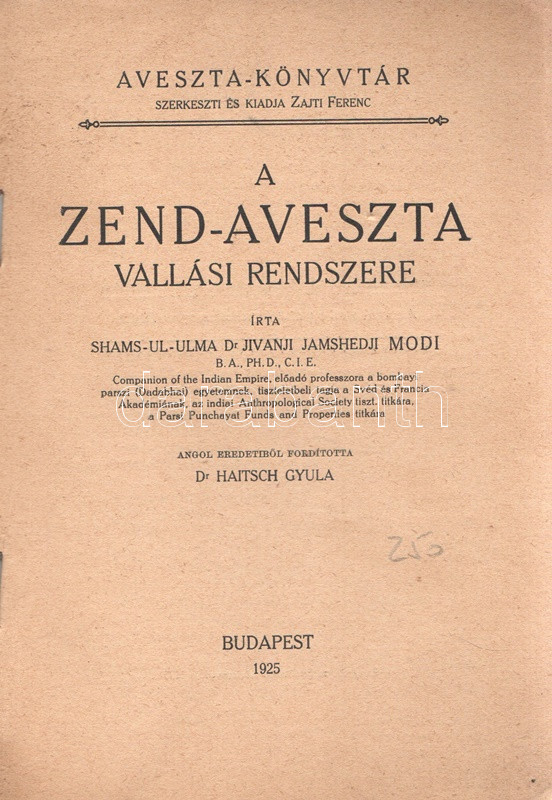 AVESZTA-KÖNYVTÁR
SZERKESZTI ÉS KIADJA ZAJTI FERENC
A
ZEND-AVESZTA
VALLÁSI RENDSZERE
ÍRTA
SHAMS-UL-ULMA Dr JIVANJI JAMSHEDJI MODI
B. A., PH. D., C. I. E.
Companion of the Indian Empire, előadó professzora a bombay
parszi (Dadabhai) egyetemnek, tiszteletbeli tagja a svéd és Francia
Akadémiának, az indiai Anthropological Society tiszt. titkára,
a Parsi Punchayat Funds and Properties titkára
ANGOL EREDETIBŐL FORDÍTOTTA
Dr HAITSCH GYULA
250
BUDAPEST
1925
darabanth